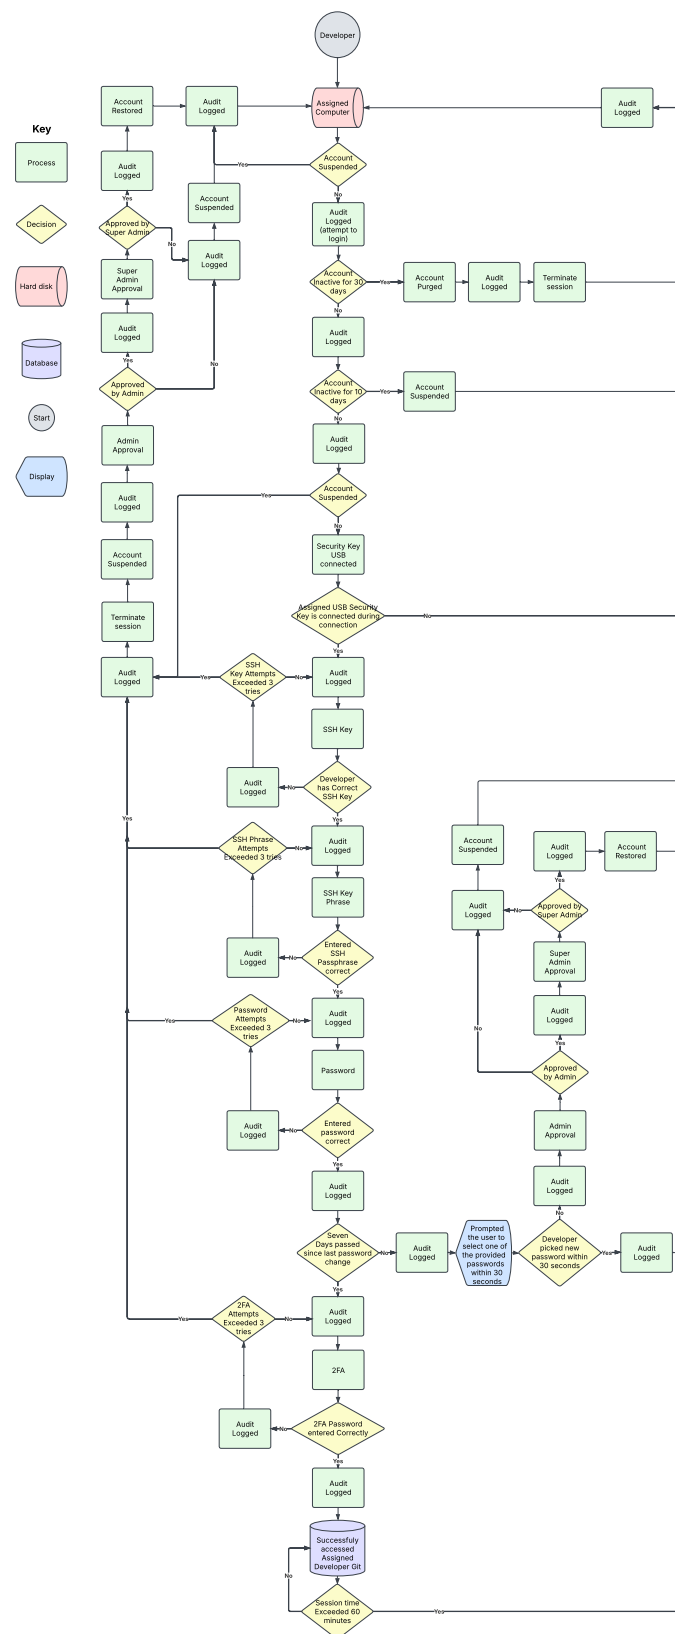 Developer
Account
Restored
Audit
Logged
Assigned
Computer
Audit
Logged
Key
Process
Audit
Logged
Account
Suspended
Yes
Yes
No
Account
Suspended
Decision
Approved by
Super Admin
Audit
Logged
(attempt to
login)
No
Audit
Logged
Super
Admin
Approval
Hard disk
Account
Inactive for 30
days
Yes
Account
Purged
Audit
Logged
Terminate
session
No
Audit
Logged
Audit
Logged
Database
Yes
No
Approved
by Admin
Account
Inactive for 10
days
Yes
Account
Suspended
Start
No
Admin
Approval
Audit
Logged
Display
Audit
Logged
Yes
Account
Suspended
No
Account
Suspended
Security Key
USB
connected
Terminate
session
Assigned USB Security
Key is connected during
connection
No
Yes
Audit
Logged
Yes
SSH
Key Attempts
Exceeded 3
tries
No
Audit
Logged
SSH Key
Audit
Logged
No
Developer
has Correct
SSH Key
Yes
Yes
SSH Phrase
Attempts
Exceeded 3 tries
No
Audit
Logged
Account
Suspended
Audit
Logged
Account
Restored
Yes
SSH Key
Phrase
Audit
Logged
No
Approved by
Super Admin
Audit
Logged
No
Entered
SSH
Passphrase
correct
Super
Admin
Approval
Yes
Yes
Password
Attempts
Exceeded 3
tries
No
Audit
Logged
Audit
Logged
No
Yes
Password
Approved
by Admin
Audit
Logged
No
Entered
password
correct
Admin
Approval
Yes
Audit
Logged
Audit
Logged
No
Seven
Days passed
since last password
change
No
Audit
Logged
Prompted
the user to
select one of
the provided
passwords
within 30
seconds
Developer
picked new
password within
30 seconds
Yes
Audit
Logged
Yes
Yes
2FA
Attempts
Exceeded 3
tries
No
Audit
Logged
2FA
Audit
Logged
No
2FA Password
entered Correctly
Yes
Audit
Logged
Successfuly
accessed
Assigned
Developer Git
No
Session time
Exceeded 60
minutes
Yes